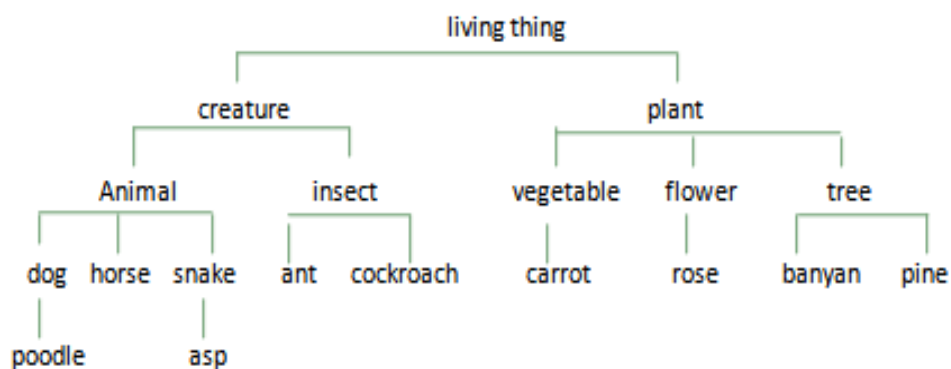 living thing
creature plant
Animal insect vegetable flower tree
dog horse snake ant cockroach carrot rose banyan pine
poodle asp